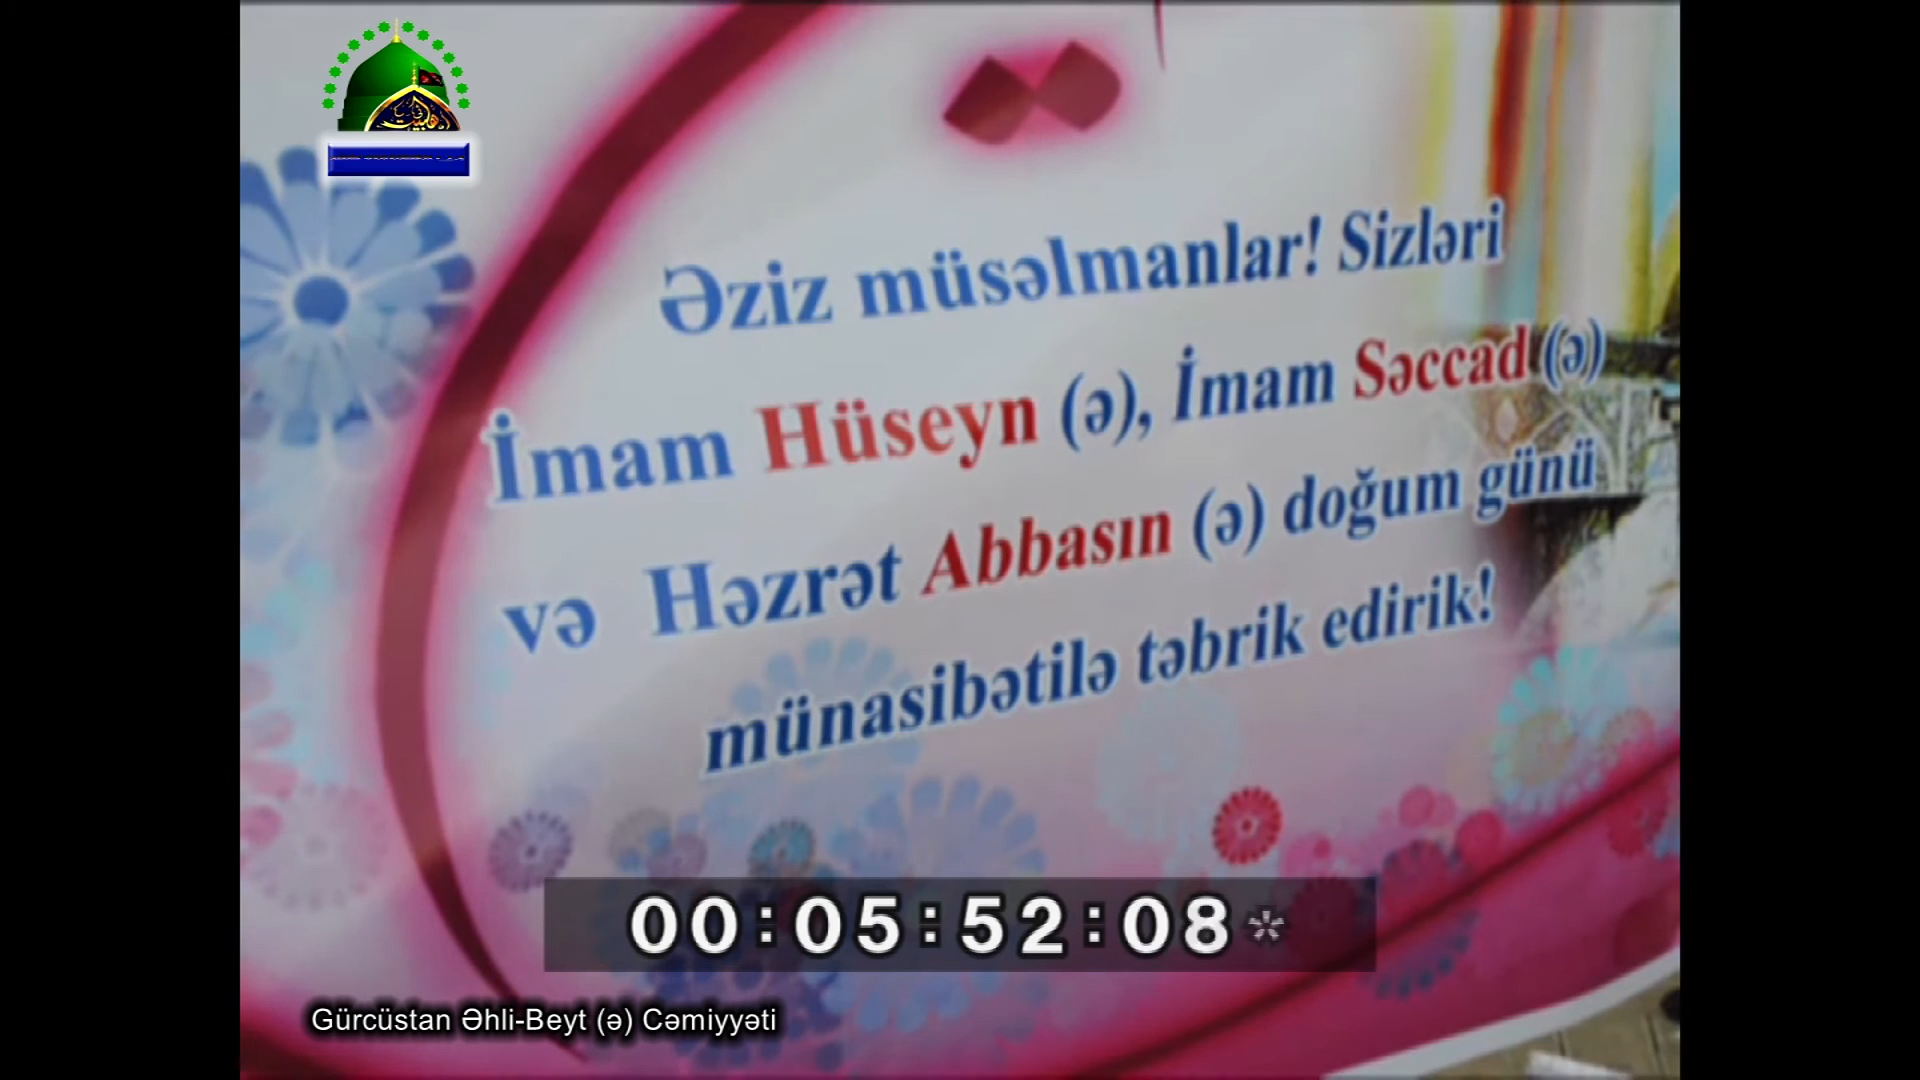 Əziz müsəlmanlar! Sizləri
İmam Hüseyn (ə), İmam Səccad (ə)
və Həzrət Abbasın (ə) doğum günü
münasibətilə təbrik edirik!
00:05:52:08*
Gürcüstan Əhli-Beyt (ə) Cəmiyyəti